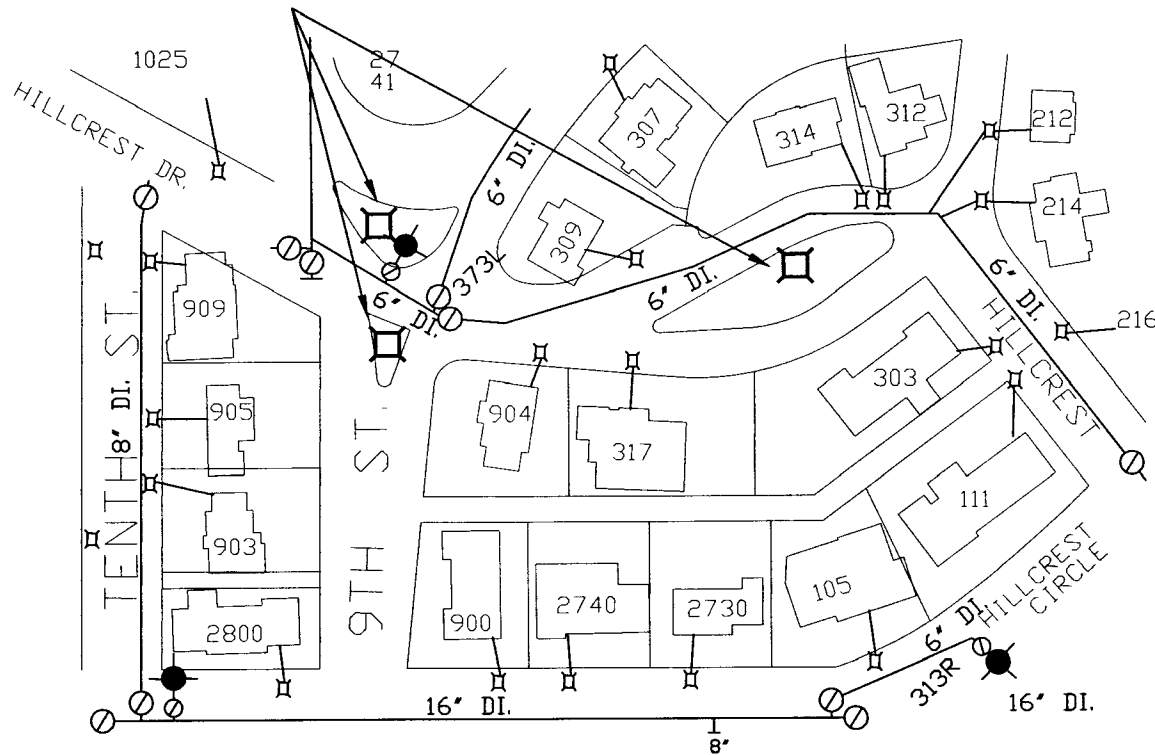 1025
27
41
HILLCREST DR.
307
312
314
212
6" DI.
214
309
373L
6" DI.
6" DI.
6" DI.
216
HILLCREST
909
TENTH ST.
8" DI.
905
903
904
317
303
111
9TH ST.
2800
900
2740
2730
105
HILLCREST
CIRCLE
6" DI.
313R
16" DI.
16" DI.
8"